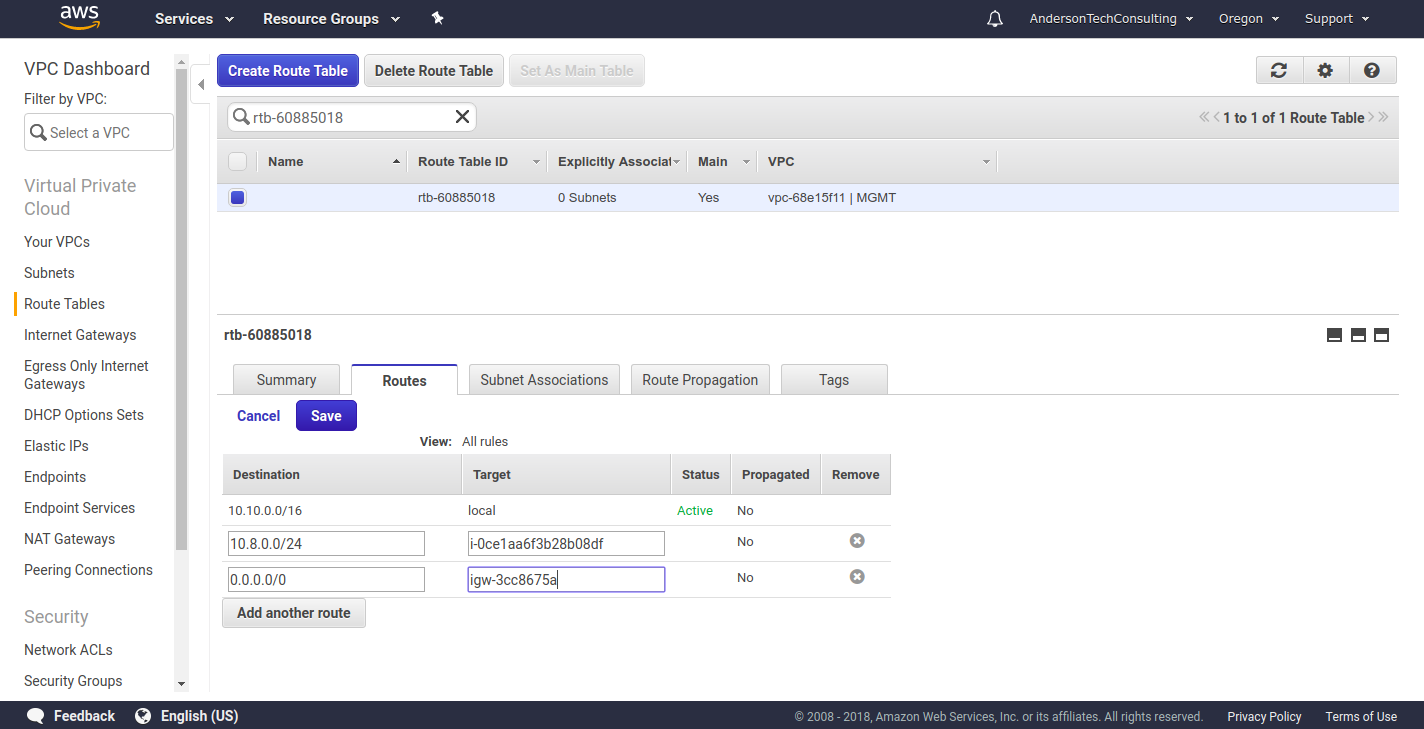 aws Services Resource Groups AndersonTechConsulting Oregon Support
VPC Dashboard
Filter by VPC:
Select a VPC
Virtual Private
Cloud
Your VPCs
Subnets
Route Tables
Internet Gateways
Egress Only Internet
Gateways
DHCP Options Sets
Elastic IPs
Endpoints
Endpoint Services
NAT Gateways
Peering Connections
Security
Network ACLs
Security Groups
Create Route Table Delete Route Table Set As Main Table
rtb-60885018 1 to 1 of 1 Route Table
Name Route Table ID Explicitly Associat Main VPC
rtb-60885018 0 Subnets Yes vpc-68e15f11 | MGMT
rtb-60885018
Summary Routes Subnet Associations Route Propagation Tags
Cancel Save
View: All rules
Destination Target Status Propagated Remove
10.10.0.0/16 local Active No
10.8.0.0/24 i-0ce1aa6f3b28b08df No
0.0.0.0/0 igw-3cc8675a No
Add another route
Feedback English (US) © 2008 - 2018, Amazon Web Services, Inc. or its affiliates. All rights reserved. Privacy Policy Terms of Use